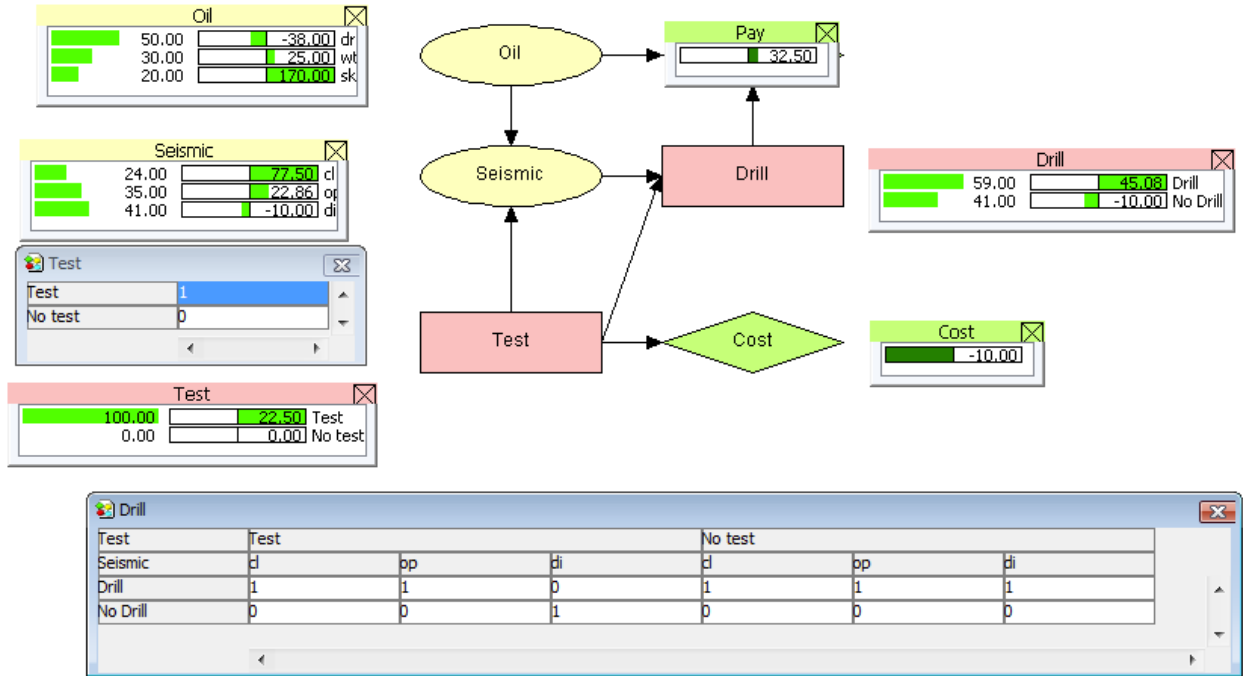 Oil
50.00 -38.00 dr
30.00 25.00 wt
20.00 170.00 sk
Oil
Pay
32.50
Seismic
24.00 77.50 cl
35.00 22.86 op
41.00 -10.00 di
Seismic
Drill
Drill
59.00 45.08 Drill
41.00 -10.00 No Drill
Test
Test 1
No test 0
Test
Cost
Cost
-10.00
Test
100.00 22.50 Test
0.00 0.00 No test
Drill
Test Test No test
Seismic cl op di cl op di
Drill 1 1 0 1 1 1
No Drill 0 0 1 0 0 0